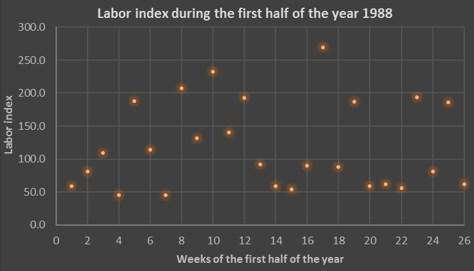 Labor index during the first half of the year 1988
300.0
250.0
200.0
150.0
100.0
50.0
0.0
Labor index
0 2 4 6 8 10 12 14 16 18 20 22 24 26
Weeks of the first half of the year